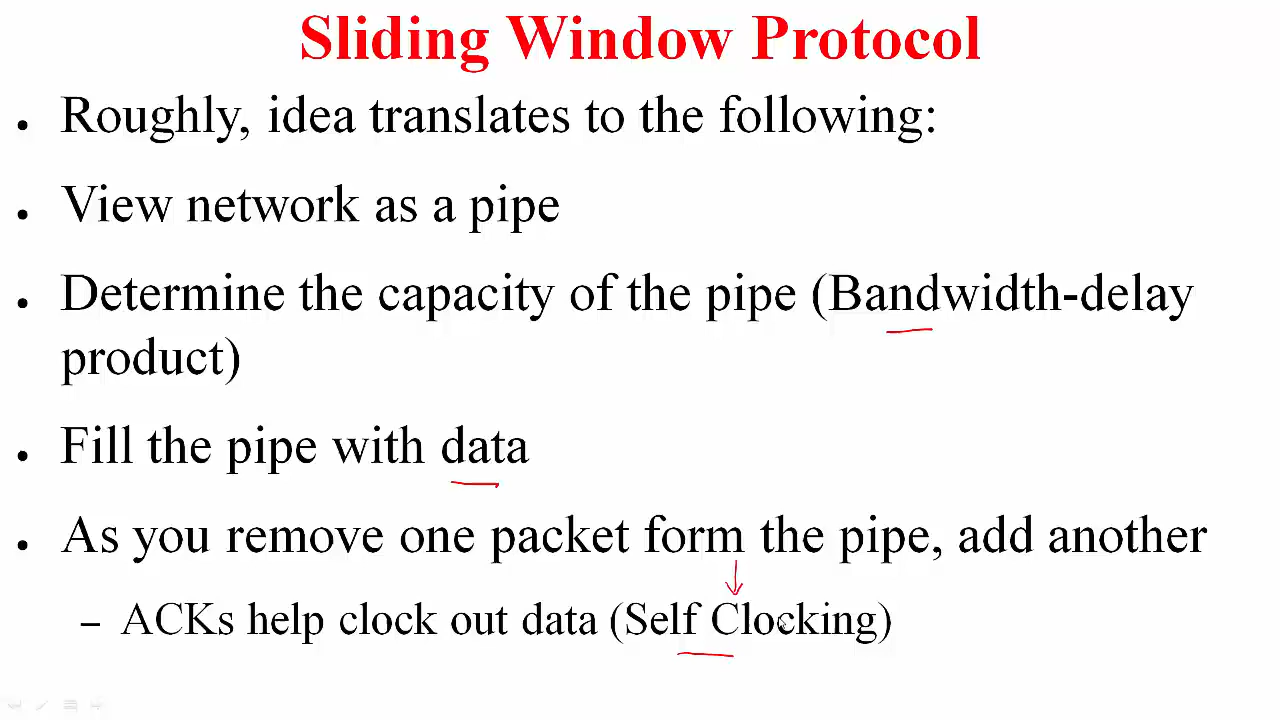 Sliding Window Protocol
• Roughly, idea translates to the following:
• View network as a pipe
• Determine the capacity of the pipe (Bandwidth-delay
product)
• Fill the pipe with data
• As you remove one packet form the pipe, add another
– ACKs help clock out data (Self Clocking)